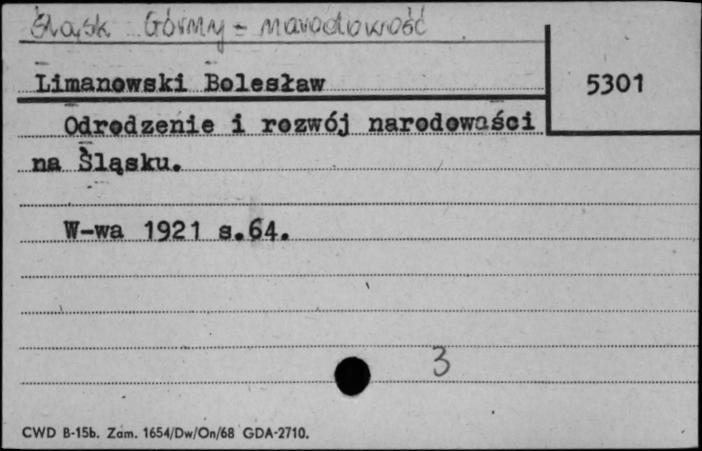 Śląsk Górny - narodowość
Limanowski Bolesław
5301
Odrodzenie i rozwój narodowości
na Śląsku.
W-wa 1921 s.64.
3
CWD B-15b. Zam. 1654/Dw/On/68 GDA-2710.